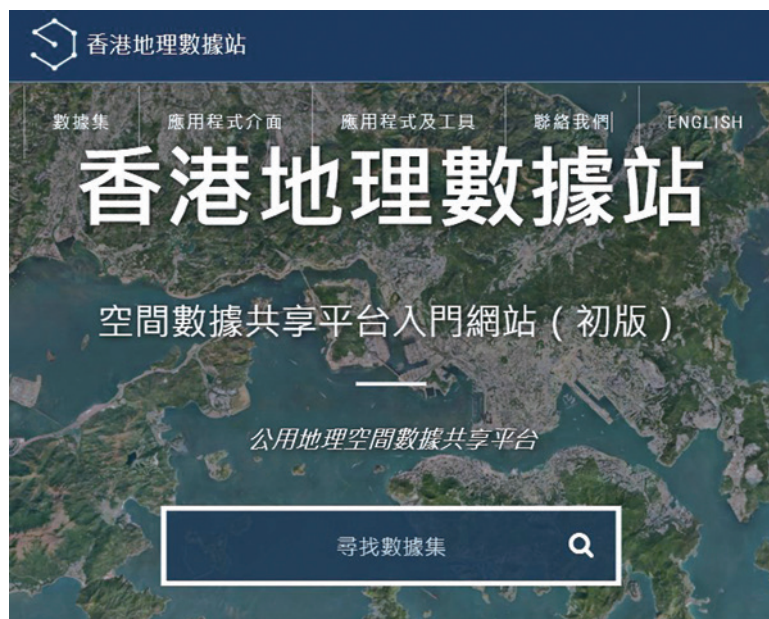 香港地理數據站
數據集 應用程式介面 應用程式及工具 聯絡我們 ENGLISH
香港地理數據站
空間數據共享平台入門網站(初版)
公用地理空間數據共享平台
尋找數據集